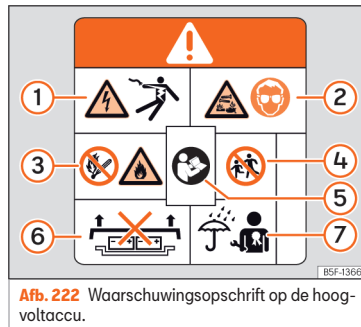 1
2
3
4
5
6
7
- + - +
B5F-1366
Afb. 222 Waarschuwingsopschrift op de hoog-
voltaccu.